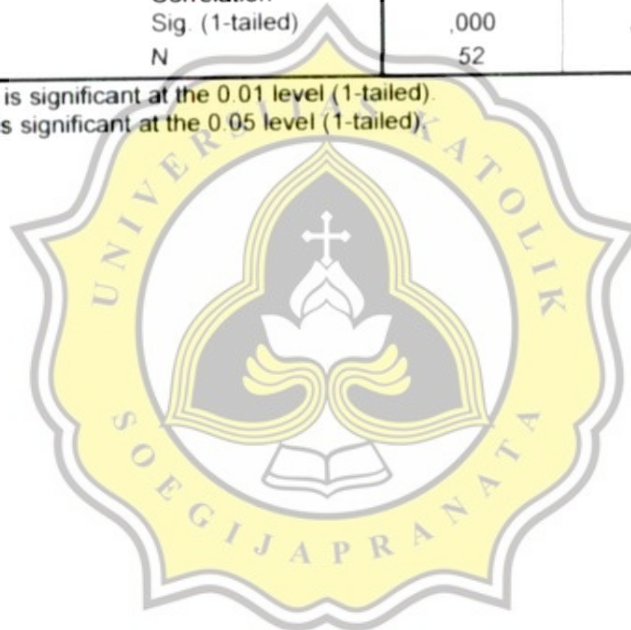 Correlation
Sig. (1-tailed) ,000
N 52
is significant at the 0.01 level (1-tailed).
s significant at the 0.05 level (1-tailed).
UNIVERSITAS KATOLIK
SOEGIJAPRANATA